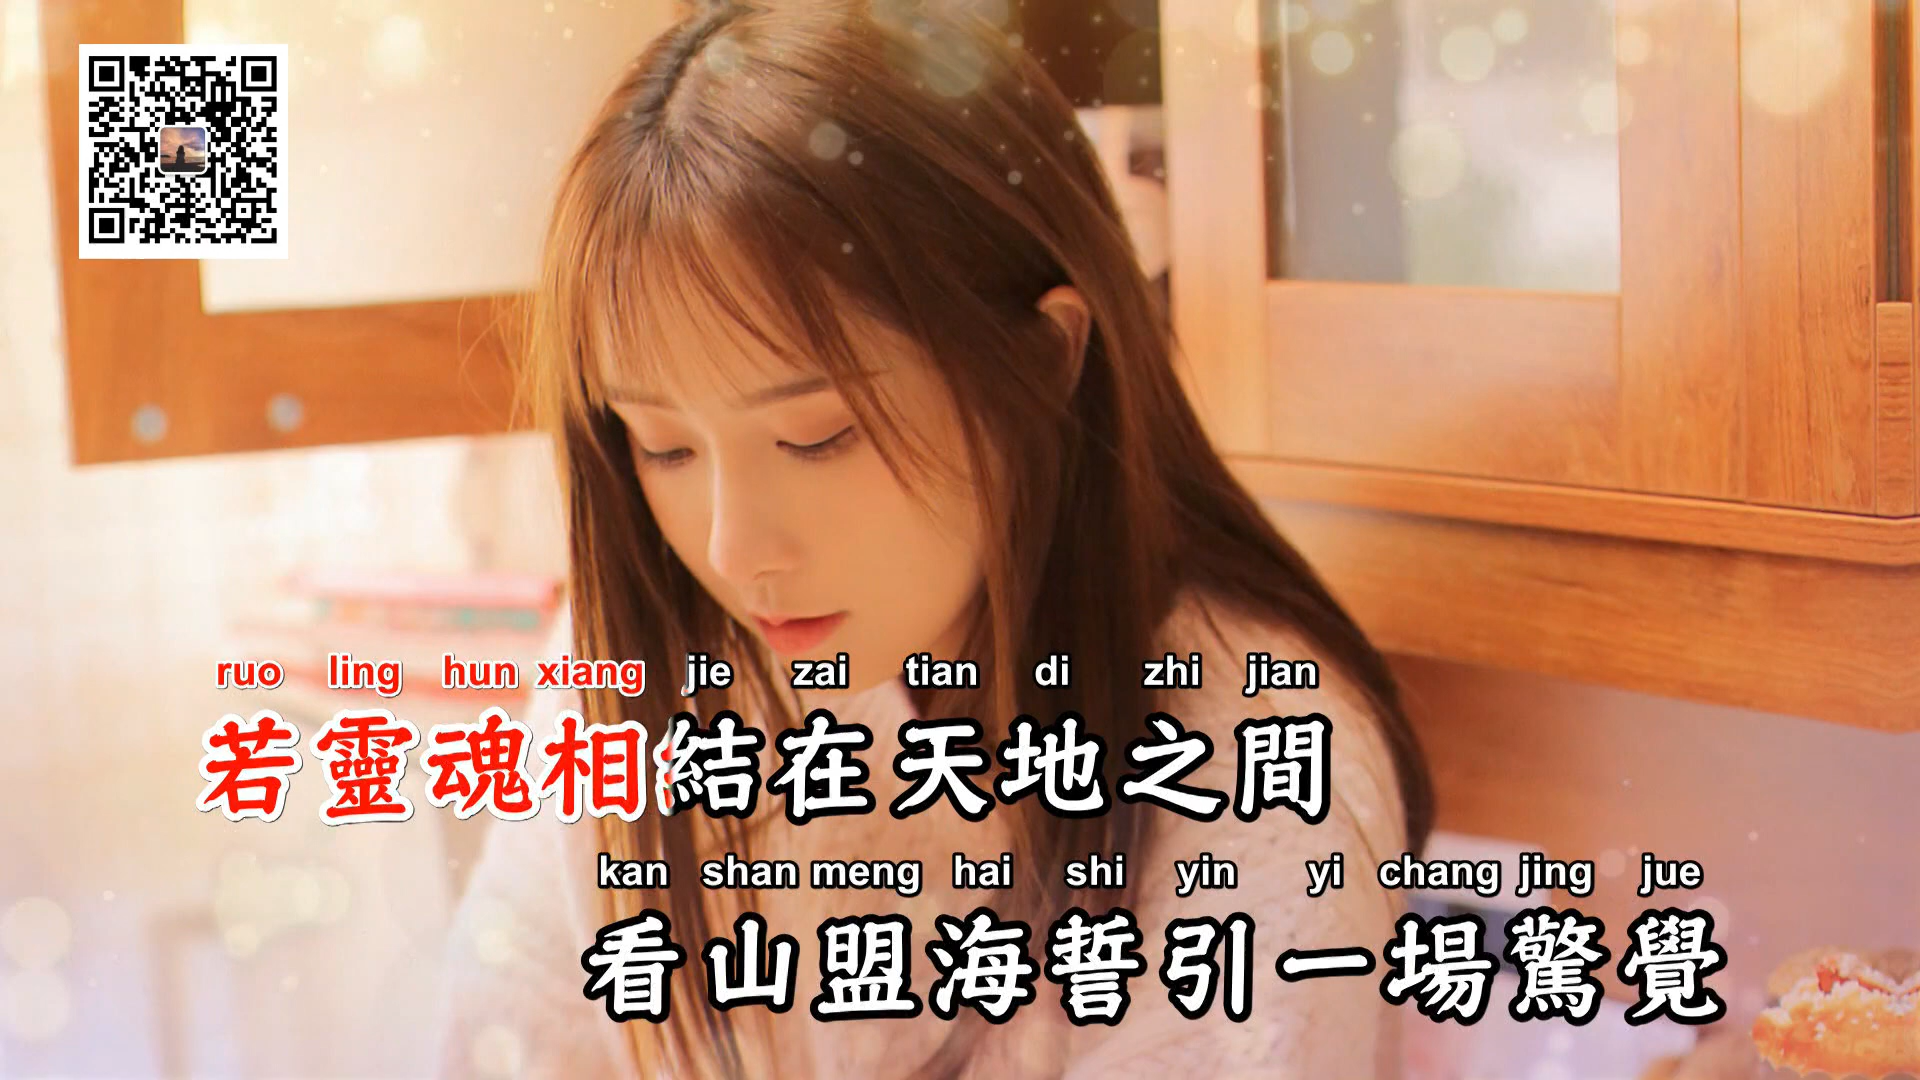 ruo ling hun xiang jie zai tian di zhi jian
若靈魂相結在天地之間
kan shan meng hai shi yin yi chang jing jue
看山盟海誓引一場驚覺